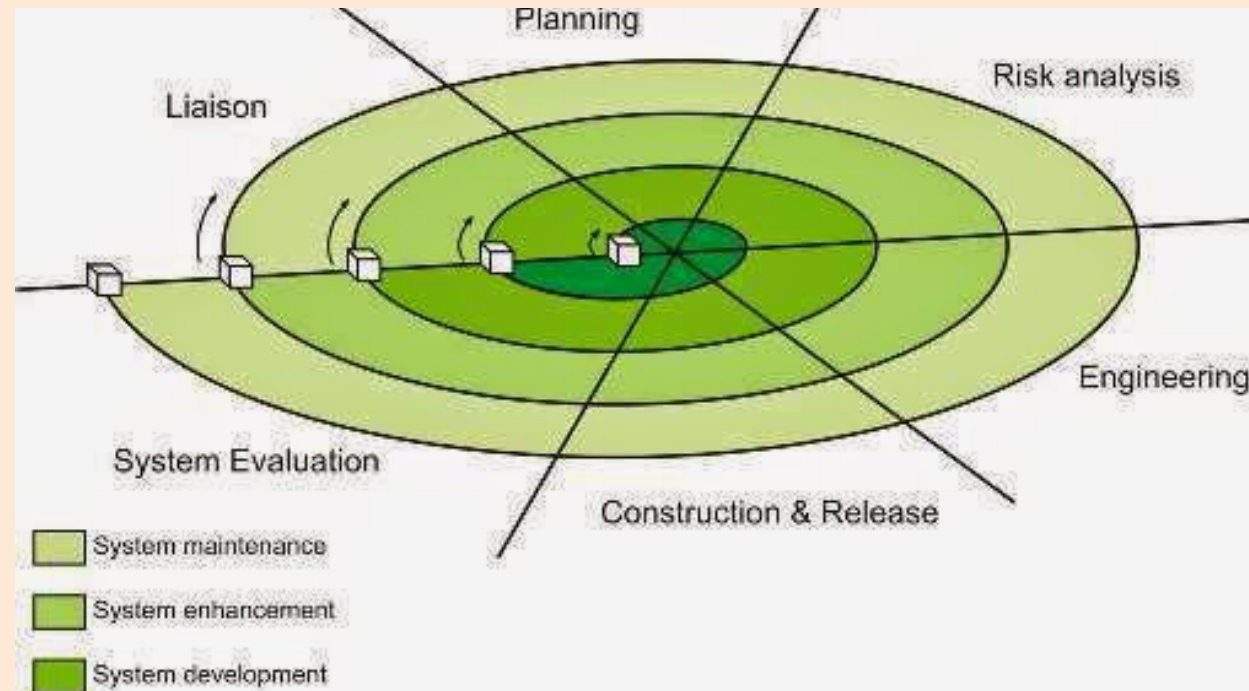 Planning
Risk analysis
Liaison
Engineering
System Evaluation
Construction & Release
System maintenance
System enhancement
System development